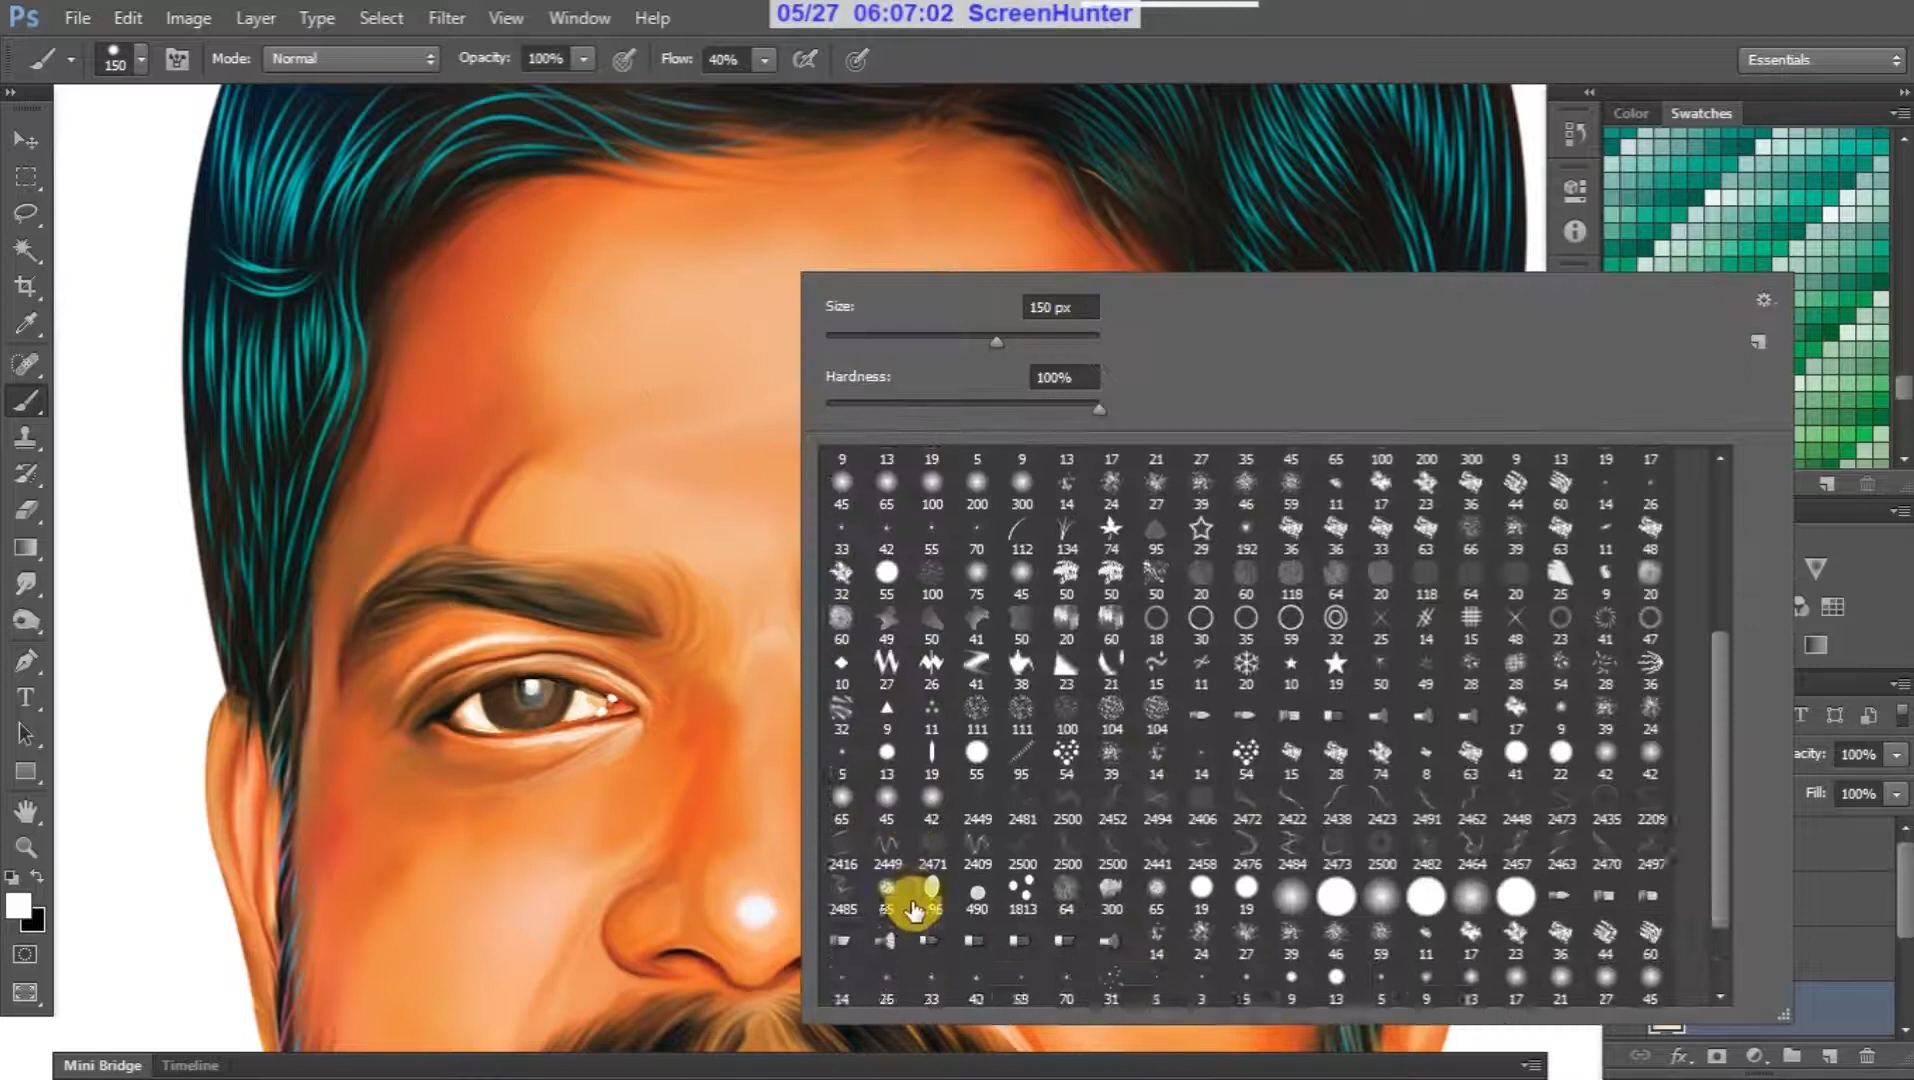 Ps File Edit Image Layer Type Select Filter View Window Help
05/27 06:07:02 ScreenHunter
150 Mode: Normal Opacity: 100% Flow: 40% Essentials
Color Swatches
Size: 150 px
Hardness: 100%
9 13 19 5 9 13 17 21 27 35 45 65 100 200 300 9 13 19 17
45 65 100 200 300 14 24 27 39 46 59 11 17 23 36 44 60 14 26
33 42 55 70 112 134 74 95 29 192 36 36 33 63 66 39 63 11 48
32 55 100 75 45 50 50 50 20 60 118 64 20 118 64 20 25 9 20
60 49 50 41 50 20 60 18 30 35 59 32 25 14 15 48 23 41 47
10 27 26 41 38 23 21 15 11 20 10 19 50 49 28 28 54 28 36
32 9 11 111 111 100 104 104 17 9 39 24
5 13 19 55 95 54 39 14 14 54 15 28 74 8 63 41 22 42 42
65 45 42 2449 2481 2500 2452 2494 2406 2472 2422 2438 2423 2491 2462 2448 2473 2435 2209
2416 2449 2471 2409 2500 2500 2500 2441 2458 2476 2484 2473 2500 2482 2464 2457 2463 2470 2497
2485 490 1813 64 300 65 19 19
14 24 27 39 46 59 11 17 23 36 44 60
14 26 33 42 70 31 5 3 15 9 13 5 9 13 17 21 27 45
T
acity: 100%
Fill: 100%
fx
Mini Bridge Timeline